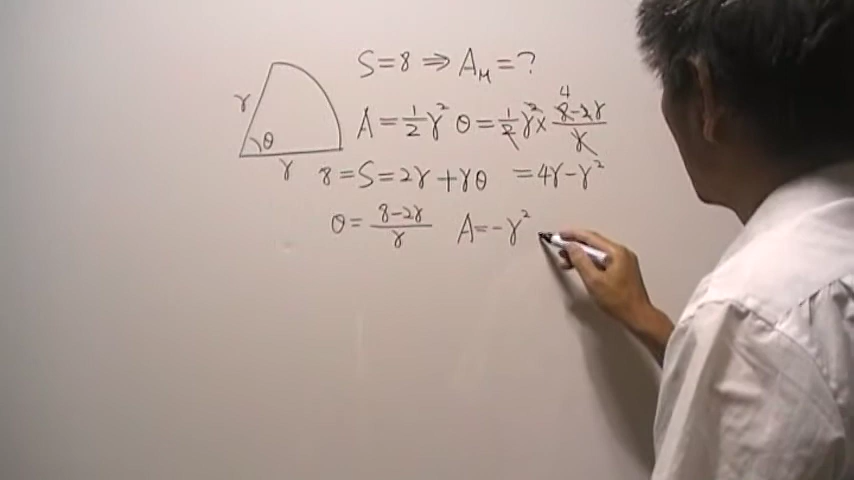 S=8 ⇒ A_M=?
r
θ
r
A=½r²θ=½r²×(8-2r)/r
4
8=S=2r+rθ =4r-r²
θ=(8-2r)/r A=-r²